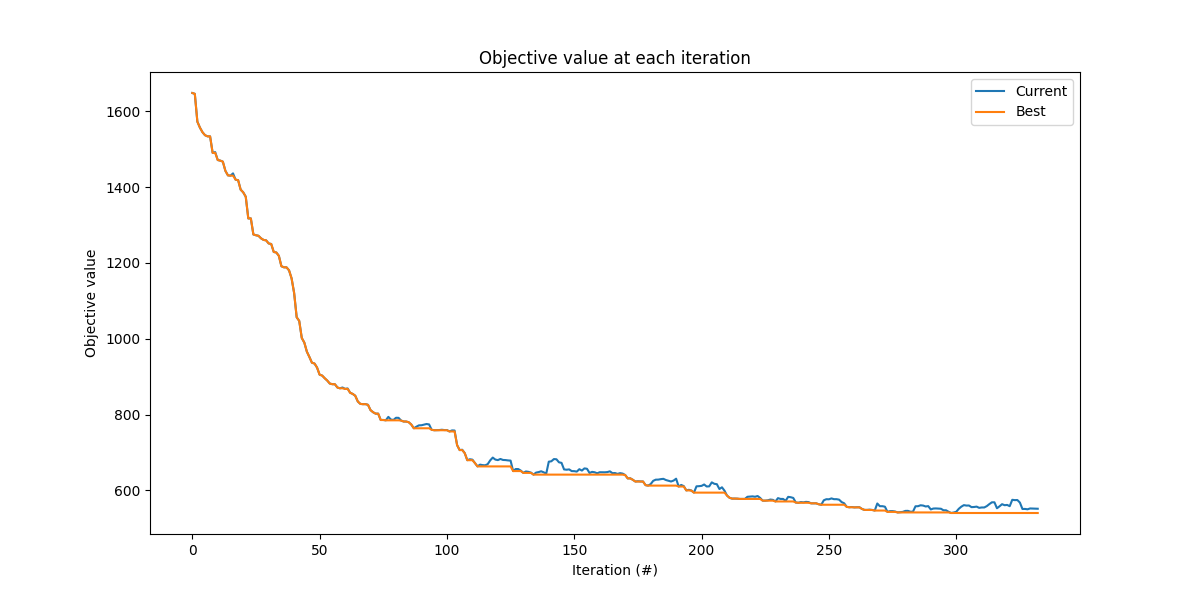 Objective value at each iteration
Current
Best
Objective value
1600
1400
1200
1000
800
600
0 50 100 150 200 250 300
Iteration (#)